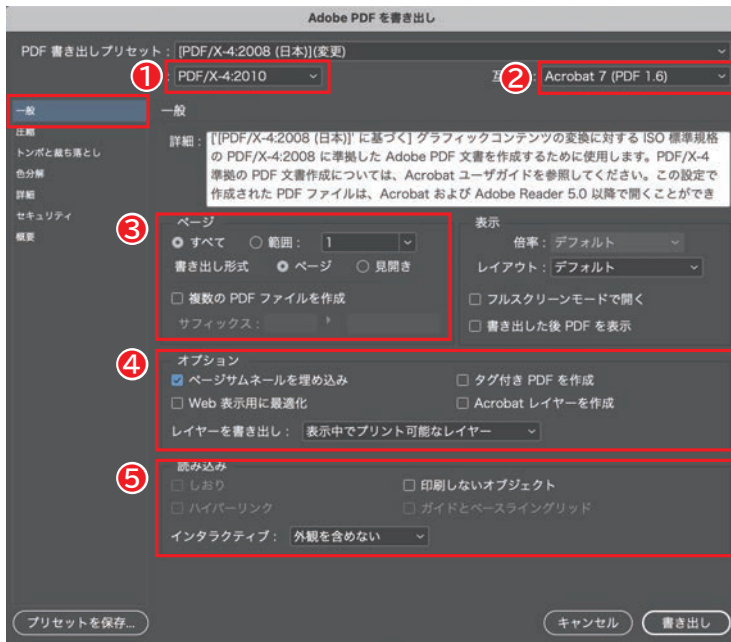 Adobe PDF を書き出し
PDF 書き出しプリセット : [PDF/X-4:2008 (日本)](変更)
① : PDF/X-4:2010
② : Acrobat 7 (PDF 1.6)
一般
圧縮
トンボと裁ち落とし
色分解
詳細
セキュリティ
概要
一般
詳細 : ['[PDF/X-4:2008 (日本)]' に基づく] グラフィックコンテンツの変換に対する ISO 標準規格
の PDF/X-4:2008 に準拠した Adobe PDF 文書を作成するために使用します。PDF/X-4
準拠の PDF 文書作成については、Acrobat ユーザガイドを参照してください。この設定で
作成された PDF ファイルは、Acrobat および Adobe Reader 5.0 以降で開くことができ
③ ページ
すべて 範囲 : 1
書き出し形式 ページ 見開き
複数の PDF ファイルを作成
サフィックス :
表示
倍率 : デフォルト
レイアウト : デフォルト
フルスクリーンモードで開く
書き出した後 PDF を表示
④ オプション
ページサムネールを埋め込み タグ付き PDF を作成
Web 表示用に最適化 Acrobat レイヤーを作成
レイヤーを書き出し : 表示中でプリント可能なレイヤー
⑤ 読み込み
しおり 印刷しないオブジェクト
ハイパーリンク ガイドとベースライングリッド
インタラクティブ : 外観を含めない
プリセットを保存... キャンセル 書き出し